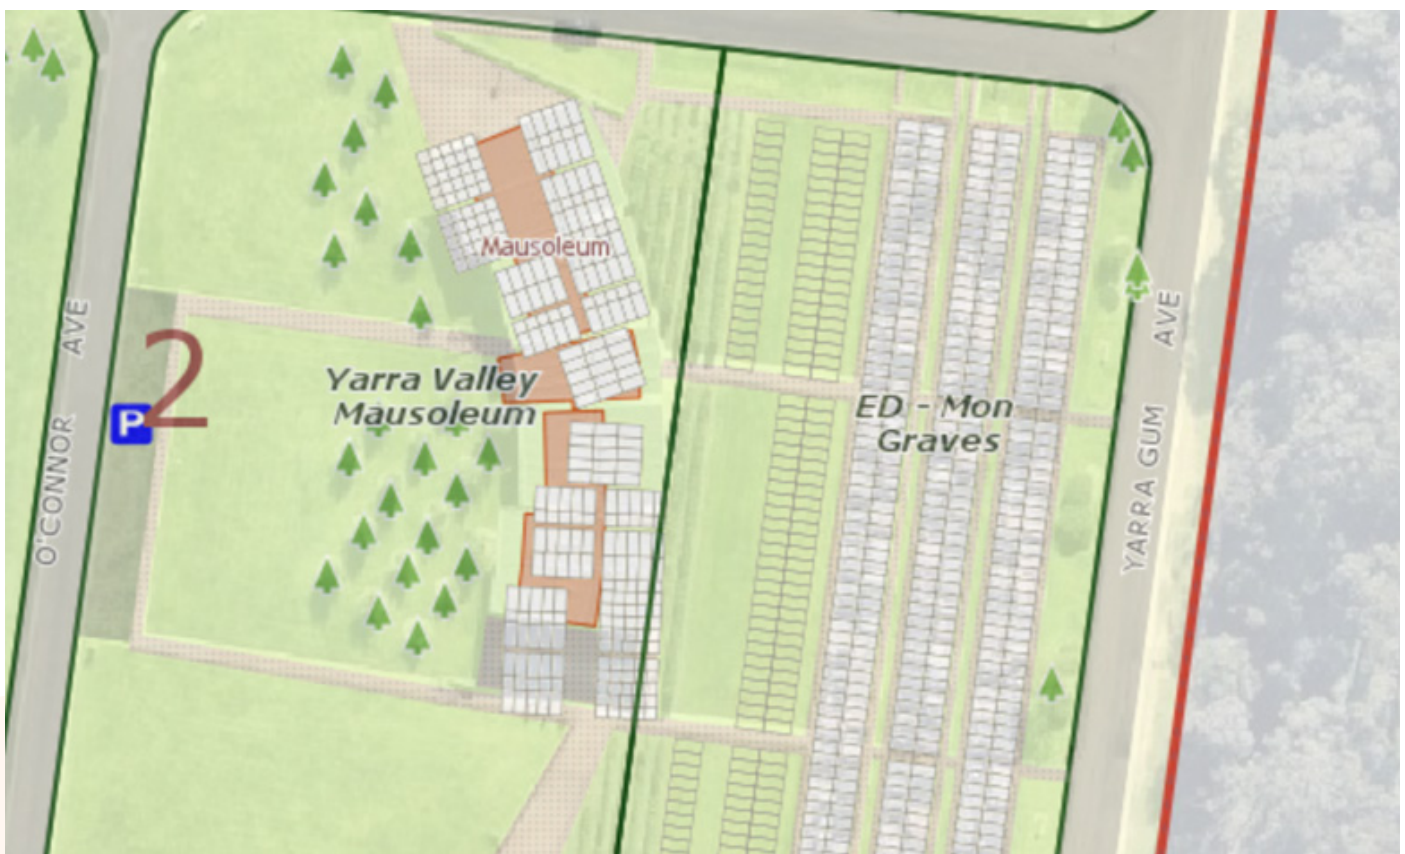 Mausoleum
O'CONNOR AVE
2
P
Yarra Valley
Mausoleum
ED - Mon
Graves
YARRA GUM AVE